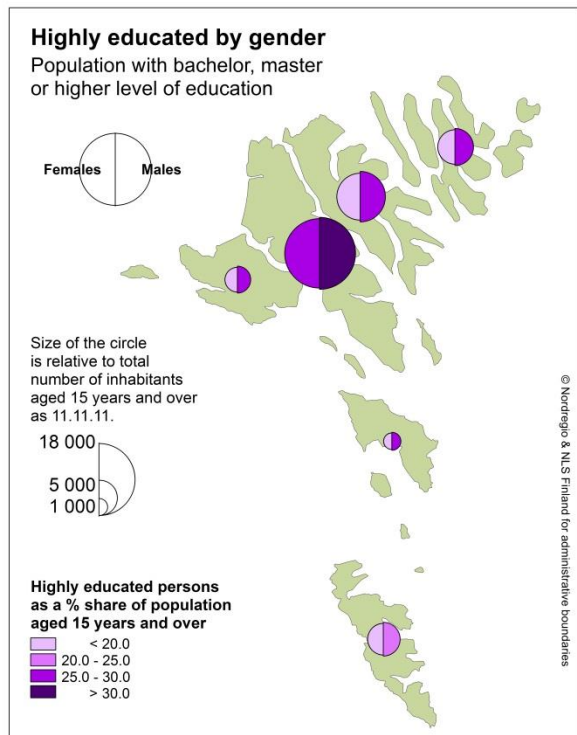 Highly educated by gender
Population with bachelor, master
or higher level of education
Females
Males
Size of the circle
is relative to total
number of inhabitants
aged 15 years and over
as 11.11.11.
18 000
5 000
1 000
Highly educated persons
as a % share of population
aged 15 years and over
< 20.0
20.0 - 25.0
25.0 - 30.0
> 30.0
© Nordregio & NLS Finland for administrative boundaries